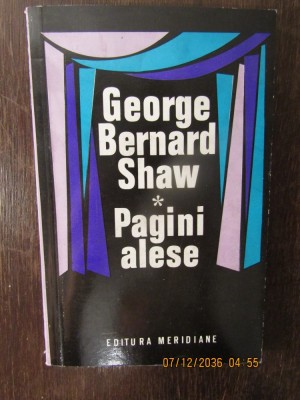 George
Bernard
Shaw
*
Pagini
alese
EDITURA MERIDIANE
07/12/2036 04 55